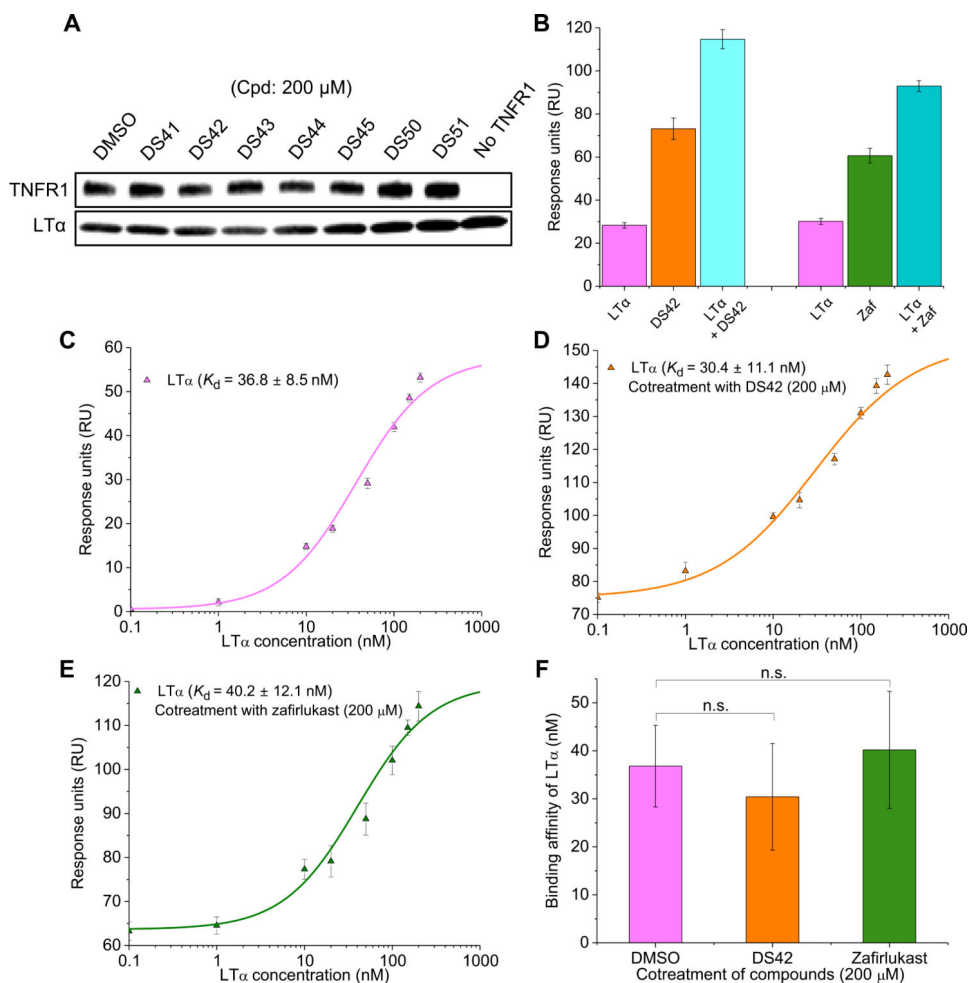 A
(Cpd: 200 µM)
DMSO
DS41
DS42
DS43
DS44
DS45
DS50
DS51
No TNFR1
TNFR1
LTα
B
Response units (RU)
120
100
80
60
40
20
0
LTα
DS42
LTα
+ DS42
LTα
Zaf
LTα
+ Zaf
C
LTα (Kd = 36.8 ± 8.5 nM)
Response units (RU)
60
50
40
30
20
10
0
0.1
1
10
100
1000
LTα concentration (nM)
D
LTα (Kd = 30.4 ± 11.1 nM)
Cotreatment with DS42 (200 µM)
Response units (RU)
150
140
130
120
110
100
90
80
70
0.1
1
10
100
1000
LTα concentration (nM)
E
LTα (Kd = 40.2 ± 12.1 nM)
Cotreatment with zafirlukast (200 µM)
Response units (RU)
120
110
100
90
80
70
60
0.1
1
10
100
1000
LTα concentration (nM)
F
n.s.
n.s.
Binding affinity of LTα (nM)
50
40
30
20
10
0
DMSO
DS42
Zafirlukast
Cotreatment of compounds (200 µM)